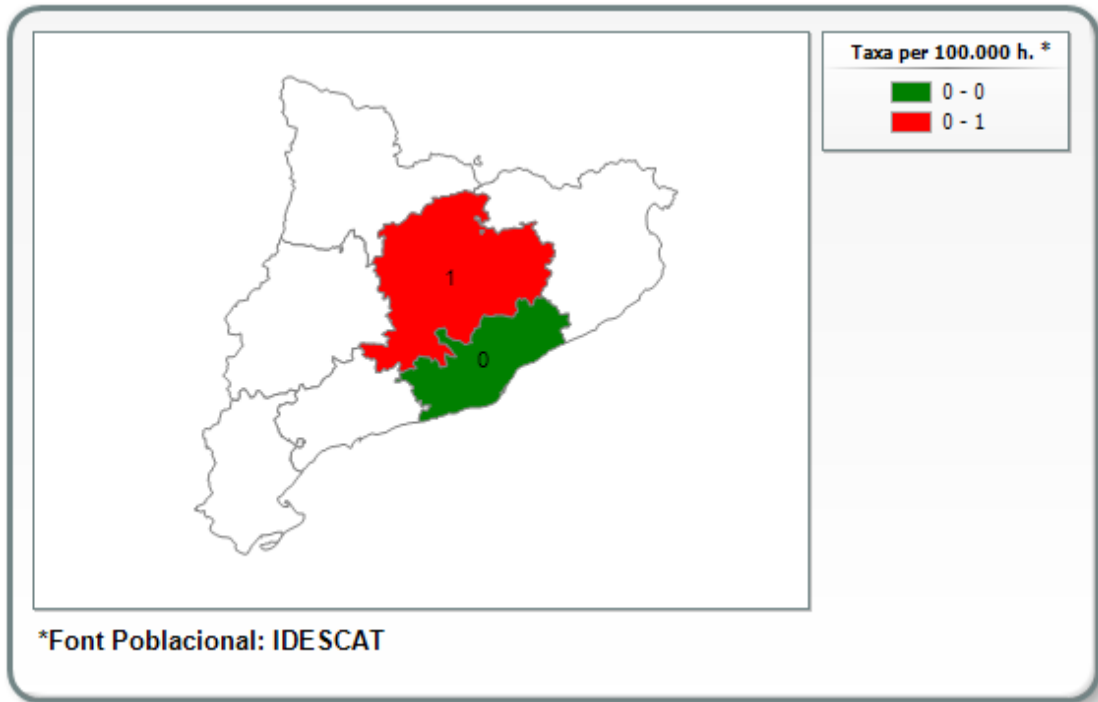 Taxa per 100.000 h. *
0 - 0
0 - 1
1
0
*Font Poblacional: IDESCAT